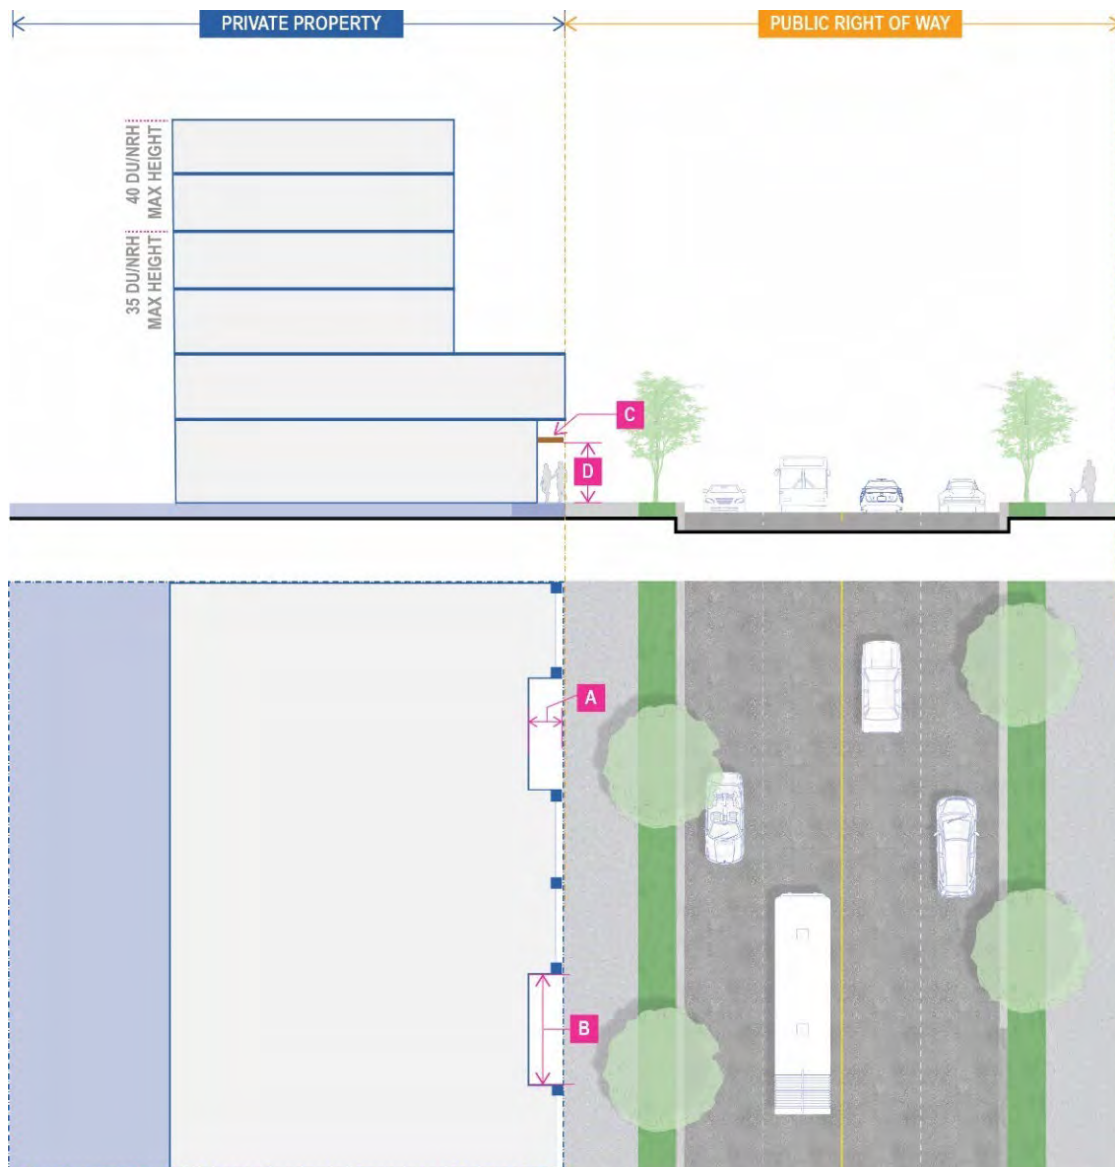 PRIVATE PROPERTY
PUBLIC RIGHT OF WAY
40 DU/NRH
MAX HEIGHT
35 DU/NRH
MAX HEIGHT
C
D
A
B